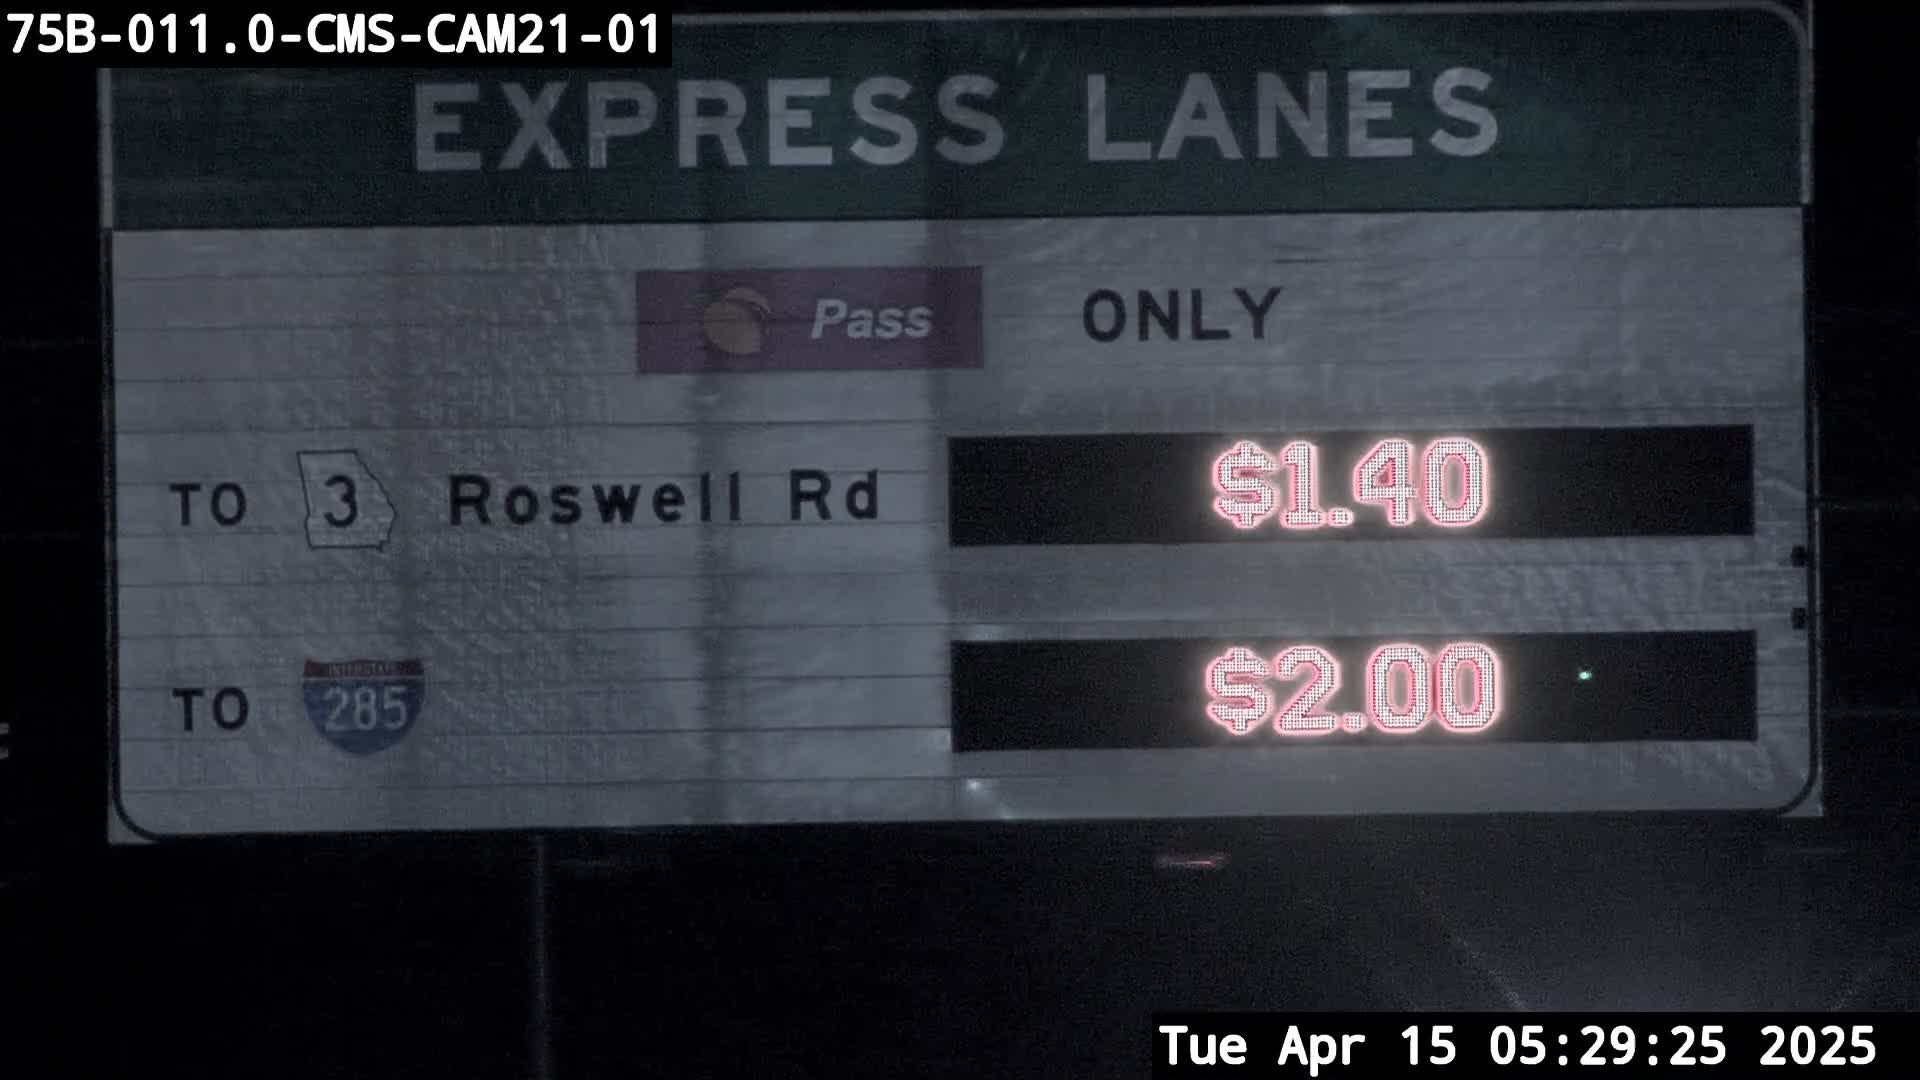 75B-011.0-CMS-CAM21-01
EXPRESS LANES
Pass ONLY
TO 3 Roswell Rd $1.40
INTERSTATE
TO 285 $2.00
Tue Apr 15 05:29:25 2025